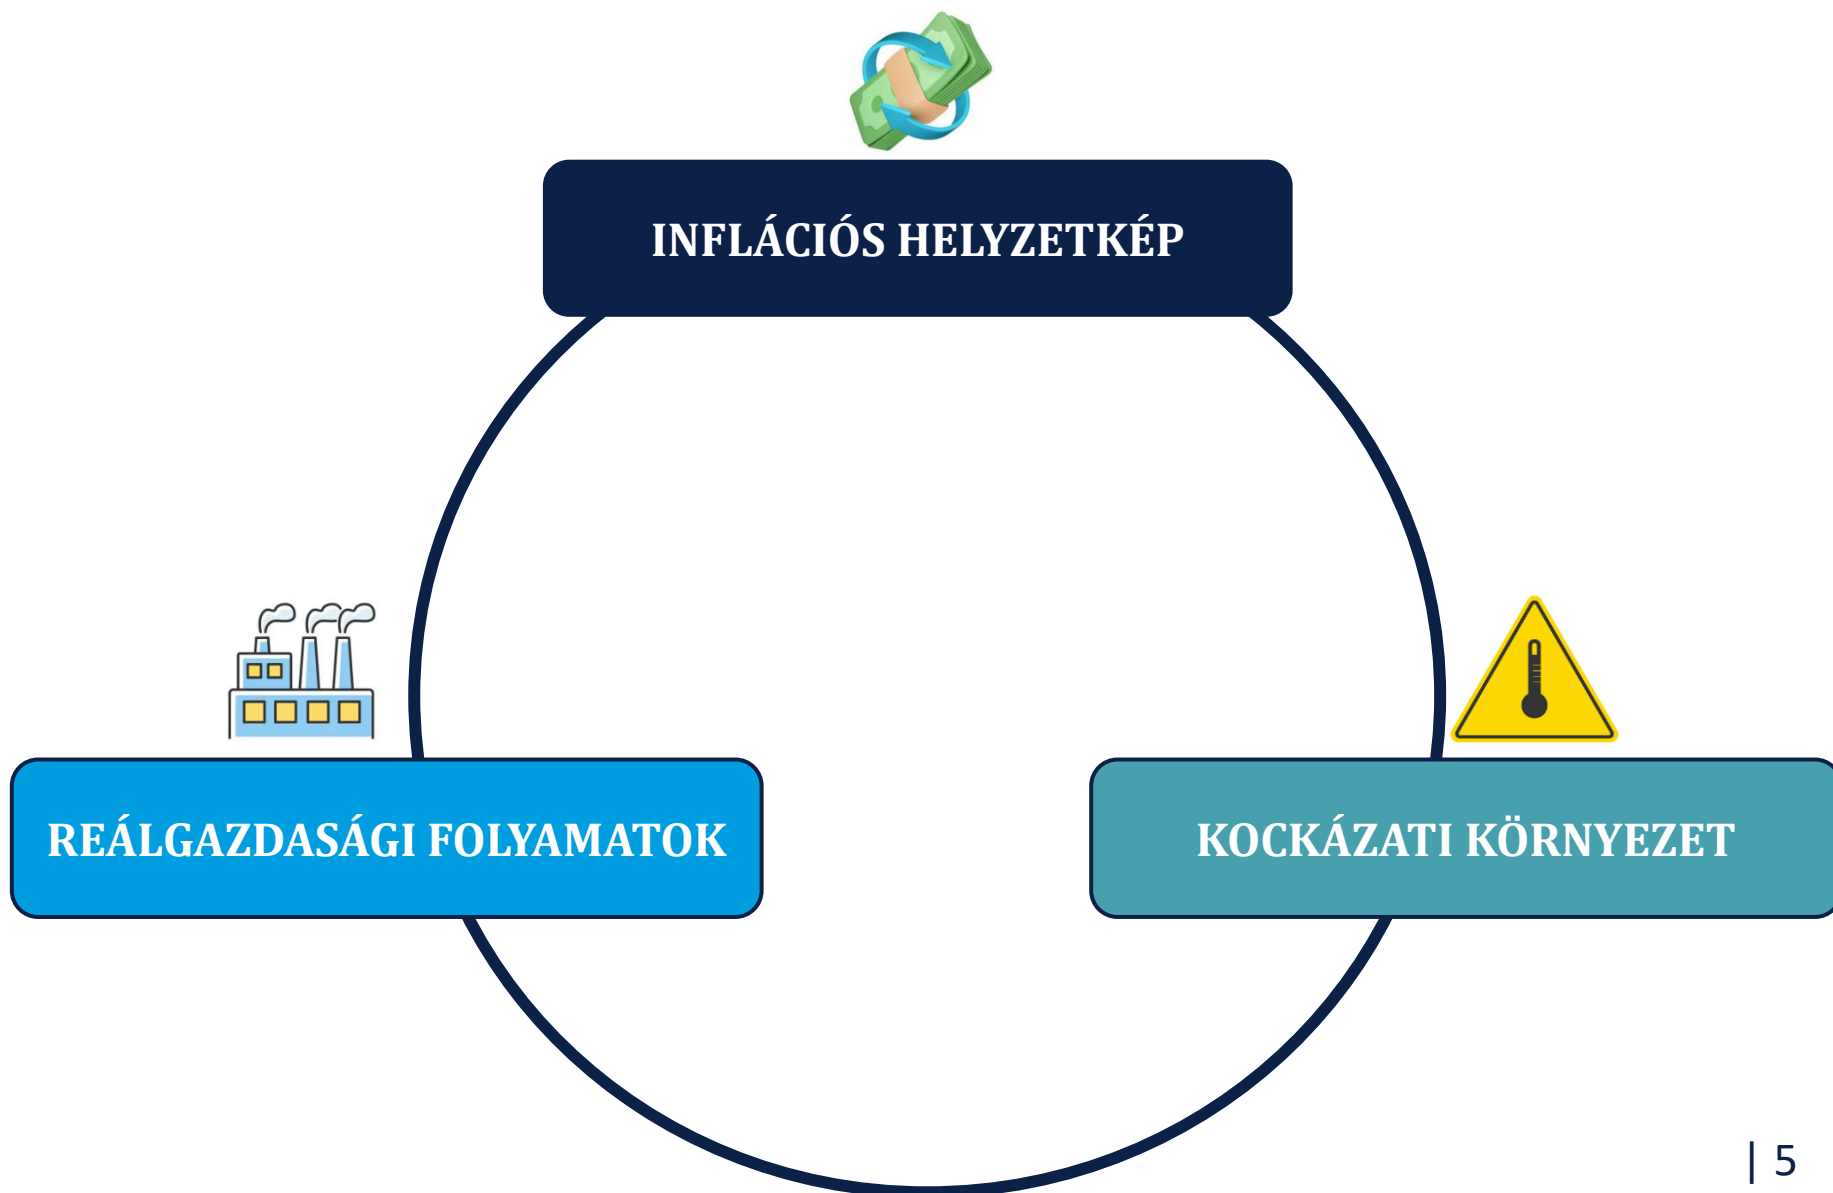 INFLÁCIÓS HELYZETKÉP
REÁLGAZDASÁGI FOLYAMATOK
KOCKÁZATI KÖRNYEZET
| 5